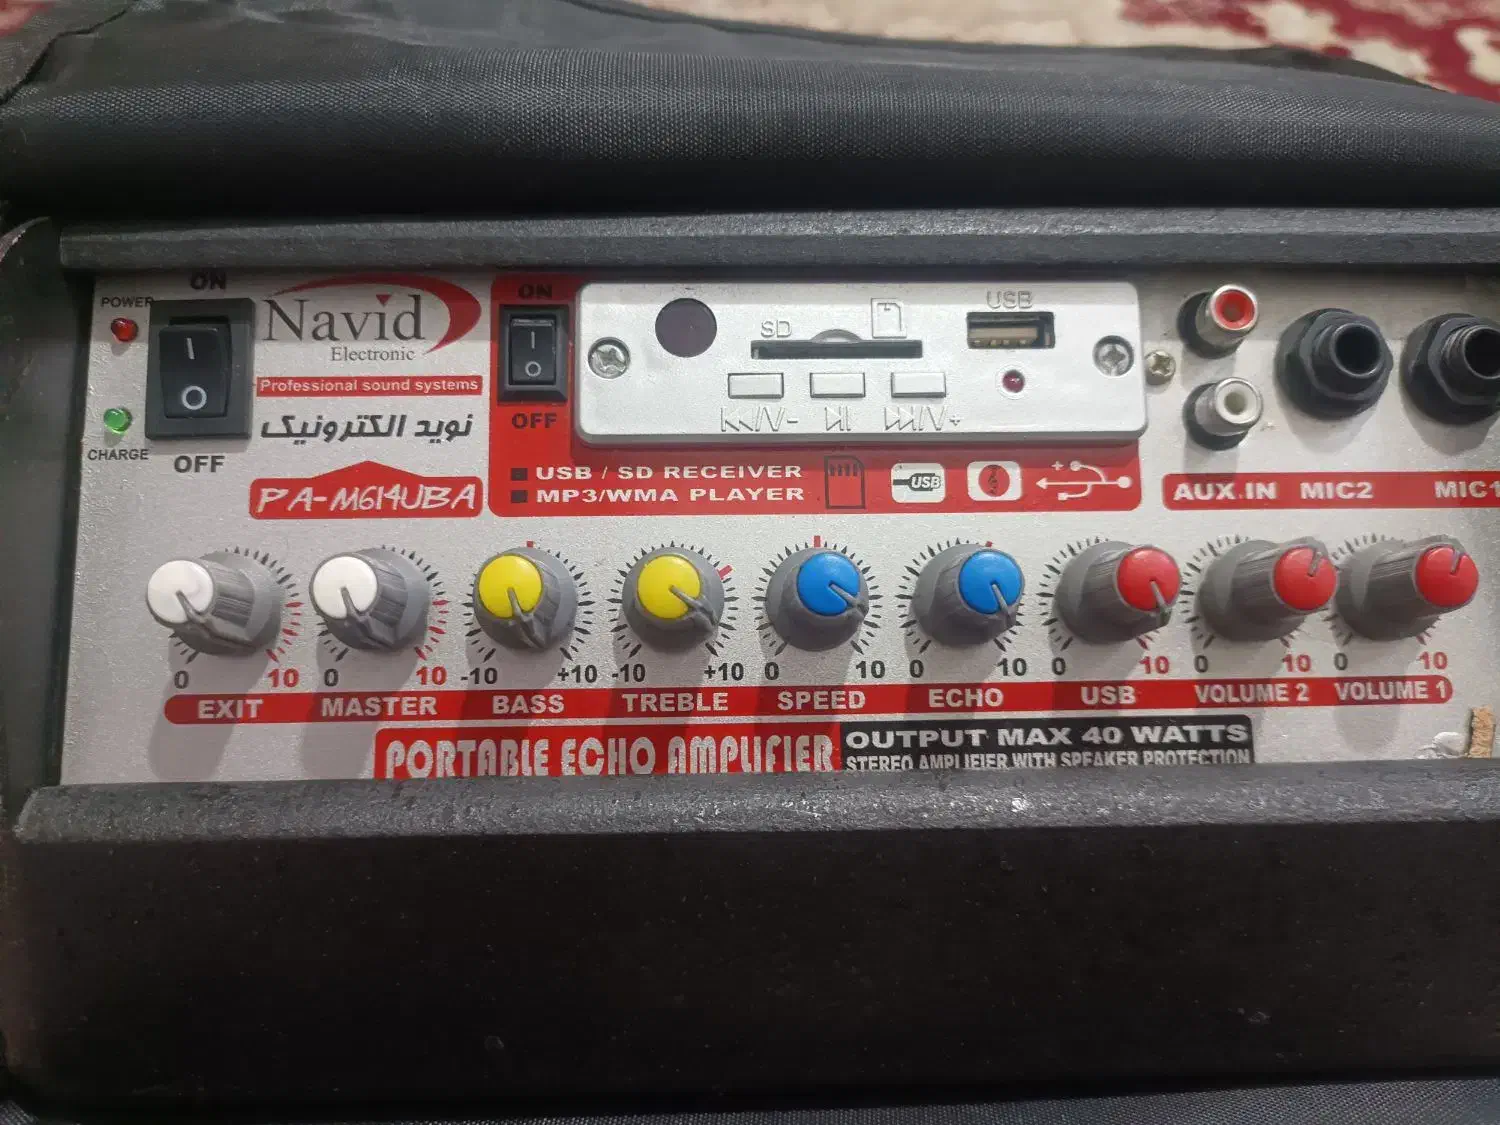 ON
POWER
Navid
Electronic
Professional sound systems
نوید الکترونیک
PA-M614UBA
CHARGE
OFF
ON
OFF
SD
USB
V-
V+
USB / SD RECEIVER
MP3/WMA PLAYER
USB
AUX.IN MIC2 MIC1
0 10 0 10 -10 +10 -10 +10 0 10 0 10 0 10 0 10 0 10
EXIT MASTER BASS TREBLE SPEED ECHO USB VOLUME 2 VOLUME 1
PORTABLE ECHO AMPLIFIER
OUTPUT MAX 40 WATTS
STEREO AMPLIFIER WITH SPEAKER PROTECTION